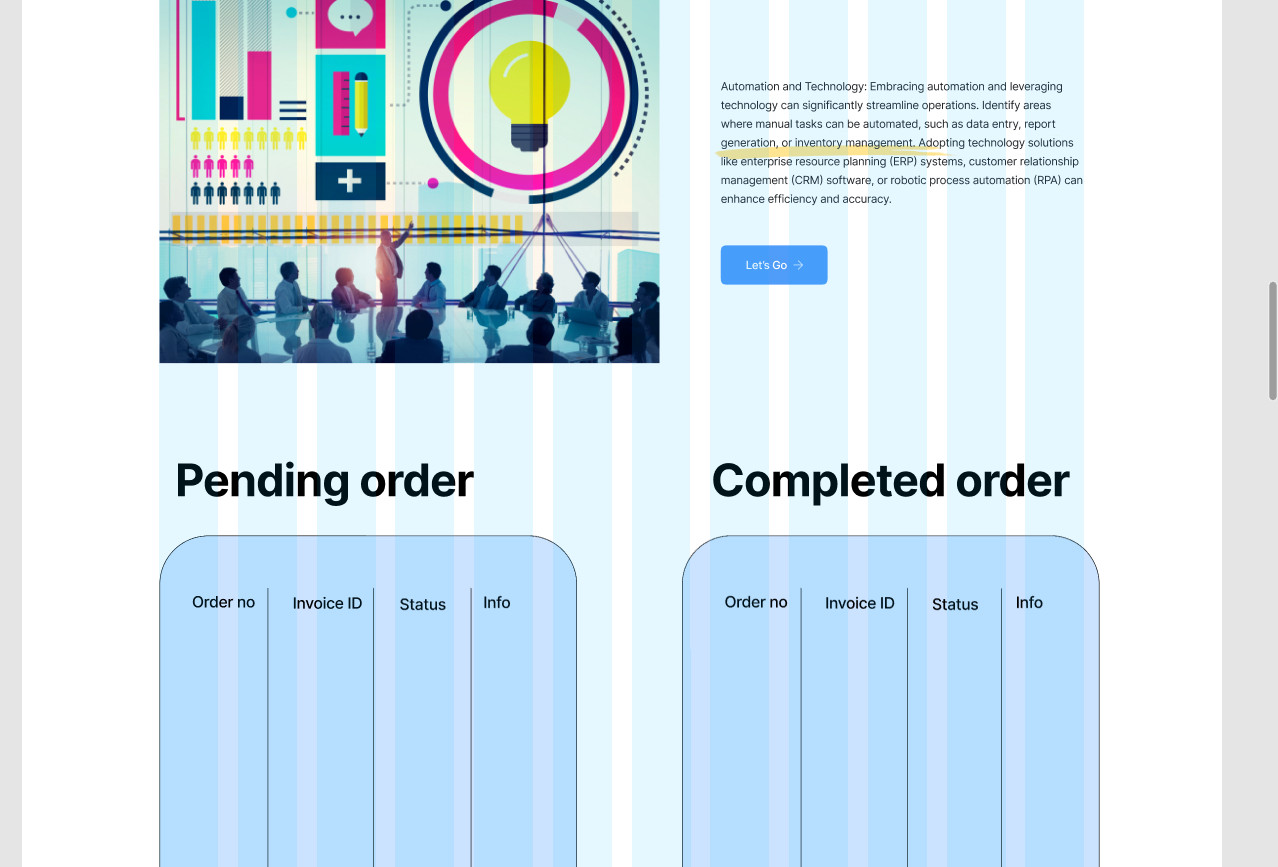 Automation and Technology: Embracing automation and leveraging
technology can significantly streamline operations. Identify areas
where manual tasks can be automated, such as data entry, report
generation, or inventory management. Adopting technology solutions
like enterprise resource planning (ERP) systems, customer relationship
management (CRM) software, or robotic process automation (RPA) can
enhance efficiency and accuracy.
Let's Go →
Pending order
Completed order
Order no Invoice ID Status Info
Order no Invoice ID Status Info